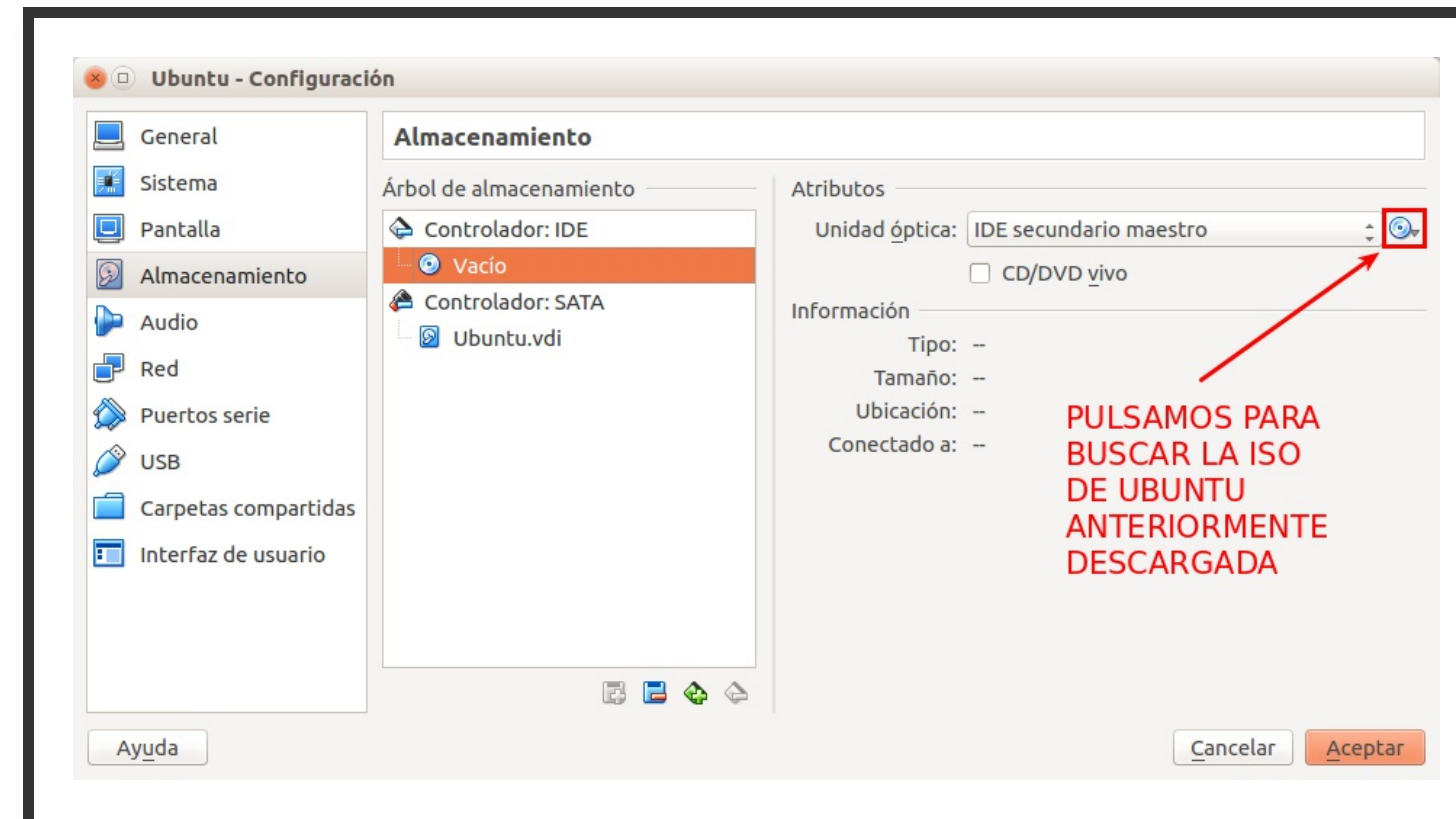 Ubuntu - Configuración
General
Sistema
Pantalla
Almacenamiento
Audio
Red
Puertos serie
USB
Carpetas compartidas
Interfaz de usuario
Almacenamiento
Árbol de almacenamiento
Controlador: IDE
Vacío
Controlador: SATA
Ubuntu.vdi
Atributos
Unidad óptica: IDE secundario maestro
CD/DVD vivo
Información
Tipo: --
Tamaño: --
Ubicación: --
Conectado a: --
PULSAMOS PARA
BUSCAR LA ISO
DE UBUNTU
ANTERIORMENTE
DESCARGADA
Ayuda
Cancelar
Aceptar